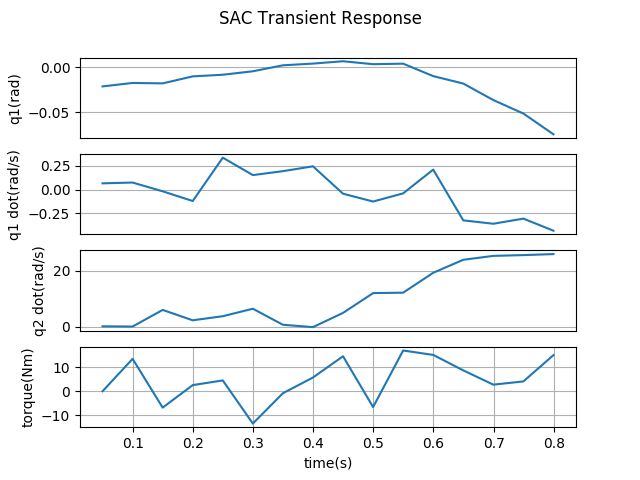 SAC Transient Response
q1(rad)
0.00
−0.05
q1 dot(rad/s)
0.25
0.00
−0.25
q2 dot(rad/s)
20
0
torque(Nm)
10
0
−10
0.1 0.2 0.3 0.4 0.5 0.6 0.7 0.8
time(s)